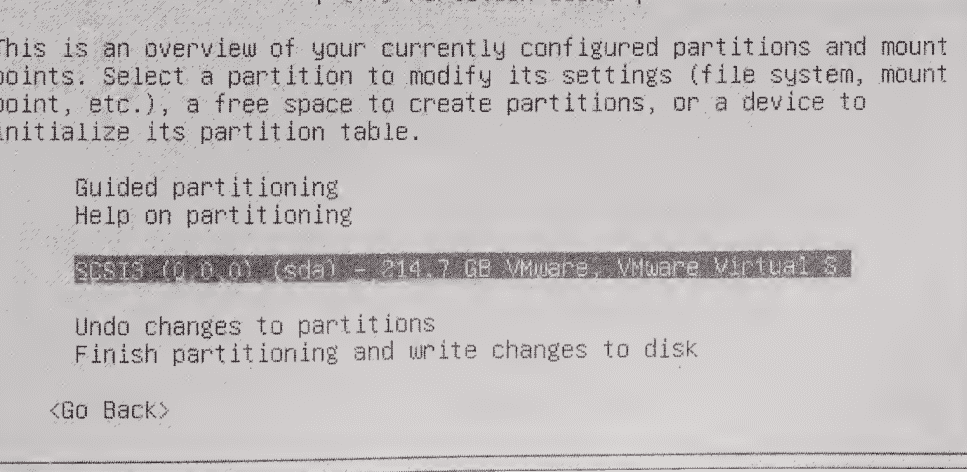 This is an overview of your currently configured partitions and mount
points. Select a partition to modify its settings (file system, mount
point, etc.), a free space to create partitions, or a device to
initialize its partition table.
Guided partitioning
Help on partitioning
SCSI3 (0,0,0) (sda) - 214.7 GB VMware, VMware Virtual S
Undo changes to partitions
Finish partitioning and write changes to disk
<Go Back>